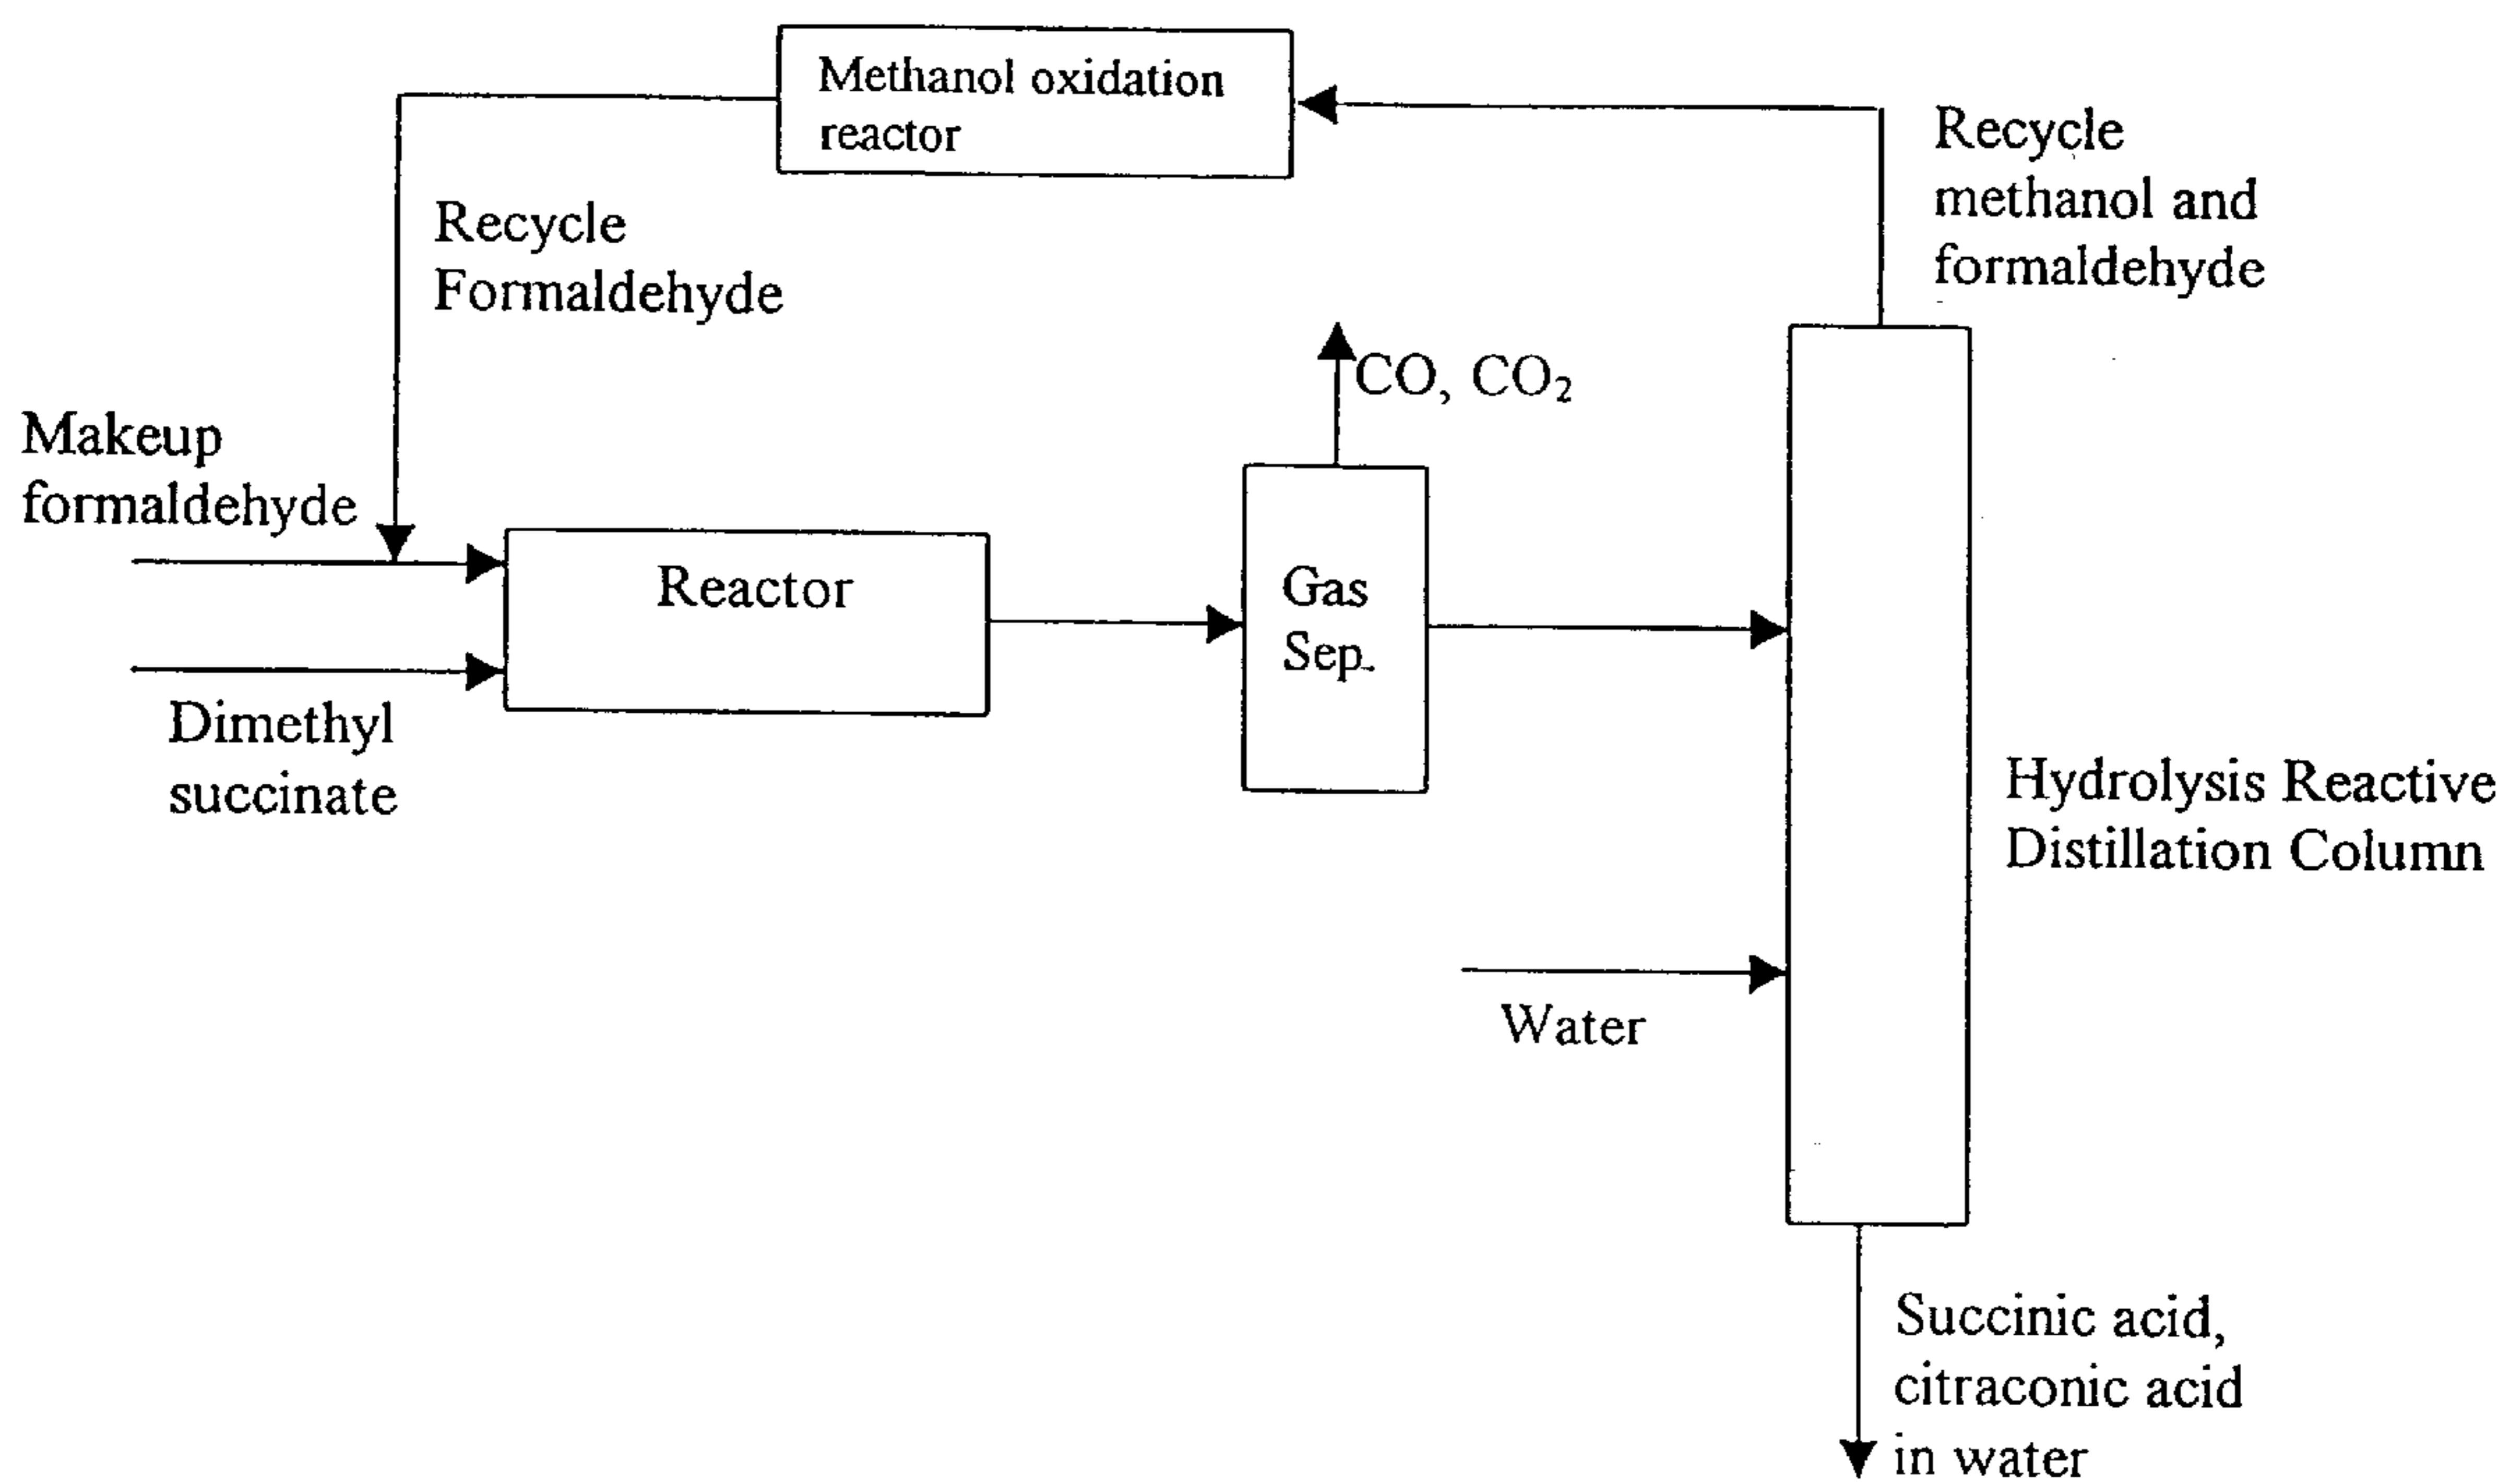 Methanol oxidation
reactor
Recycle
methanol and
formaldehyde
Recycle
Formaldehyde
CO, CO₂
Makeup
formaldehyde
Reactor
Gas
Sep.
Dimethyl
succinate
Hydrolysis Reactive
Distillation Column
Water
Succinic acid,
citraconic acid
in water